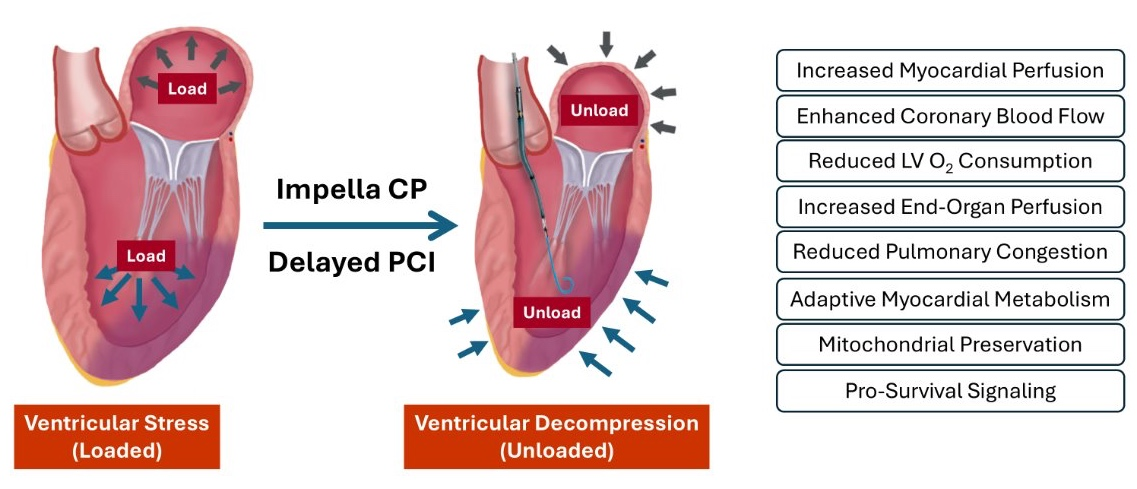 Load
Load
Ventricular Stress
(Loaded)
Impella CP
Delayed PCI
Unload
Unload
Ventricular Decompression
(Unloaded)
Increased Myocardial Perfusion
Enhanced Coronary Blood Flow
Reduced LV O₂ Consumption
Increased End-Organ Perfusion
Reduced Pulmonary Congestion
Adaptive Myocardial Metabolism
Mitochondrial Preservation
Pro-Survival Signaling